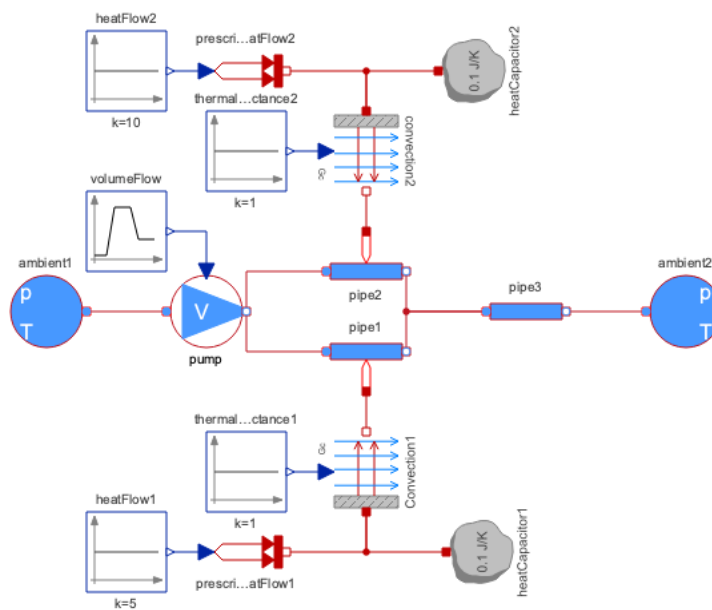 heatFlow2
k=10
prescri...atFlow2
0.1 J/K
heatCapacitor2
thermal...ctance2
k=1
Gc
convection2
volumeFlow
ambient1
p
T
V
pump
pipe2
pipe1
pipe3
ambient2
p
T
thermal...ctance1
k=1
Gc
Convection1
heatFlow1
k=5
prescri...atFlow1
0.1 J/K
heatCapacitor1